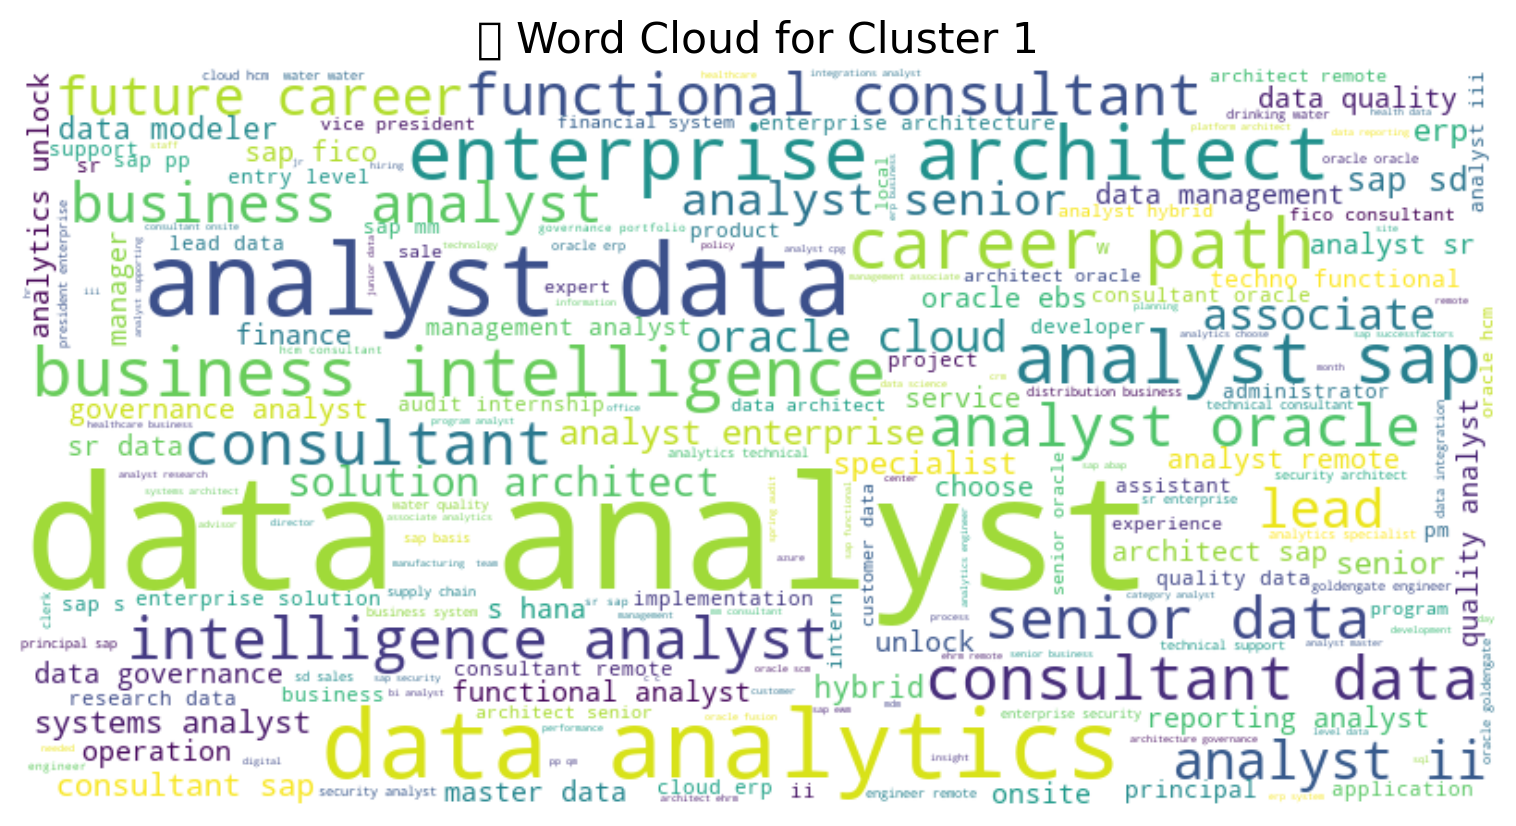 Word Cloud for Cluster 1
cloud hcm
water water
healthcare
integrations analyst
architect remote
future career
functional consultant
data quality
analytics unlock
analyst iii
drinking water
health data
data modeler
vice president
financial system
enterprise architecture
platform architect
data reporting
erp
support
staff
sr
sap pp
sap fico
jr
hiring
enterprise architect
oracle oracle
entry level
local
erp business
sap sd
business analyst
analyst senior
data management
president enterprise
consultant onsite
sap mm
governance portfolio
product
analyst hybrid
fico consultant
site
manager
analyst supporting
lead data
junior data
sale
technology
oracle erp
policy
analyst cpg
career path
w
analyst sr
hr
iii
analyst data
expert
information
management associate
architect oracle
techno functional
oracle ebs
consultant oracle
planning
remote
finance
management analyst
oracle cloud
developer
associate
analytics choose
sap successfactors
oracle hcm
hcm consultant
business intelligence
project
crm
analyst sap
month
data science
distribution business
administrator
governance analyst
audit internship
office
data architect
service
technical consultant
healthcare business
program analyst
sr data
consultant
analyst enterprise
analyst oracle
data integration
quality analyst
analytics technical
analyst research
solution architect
specialist
sap abap
analyst remote
security architect
systems architect
data analyst
water quality
associate analytics
spring audit
sap functional
customer data
center
choose
senior oracle
assistant
sr enterprise
lead
advisor
director
sap basis
experience
analytics specialist
pm
manufacturing team
azure
analytics engineer
architect sap
senior
clerk
sap s
enterprise solution
supply chain
quality data
goldengate engineer
business system
s hana
sr sap
management
mm consultant
implementation
intern
category analyst
program
day
process
senior data
development
principal sap
intelligence analyst
unlock
ehrm remote
senior business
technical support
analyst master
data governance
sd sales
sap security
consultant remote
c c
oracle scm
consultant data
oracle goldengate
research data
business
bi analyst
functional analyst
customer
hybrid
sap ewm
mdm
systems analyst
architect senior
performance
oracle fusion
enterprise security
reporting analyst
level data
needed
operation
digital
data analytics
insight
architecture governance
sql
engineer
pp qm
analyst ii
consultant sap
security analyst
master data
cloud erp
architect ehrm
ii
engineer remote
onsite
principal
erp system
application